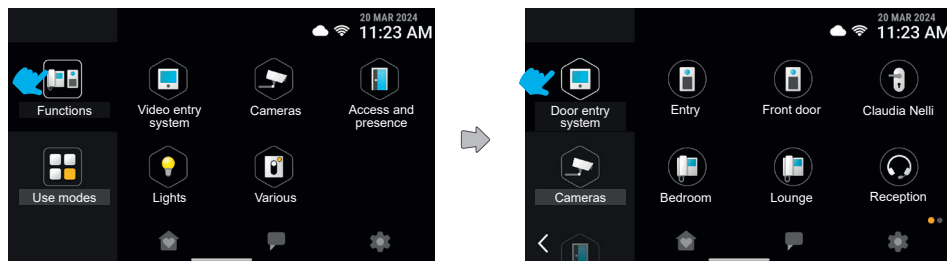 20 MAR 2024
11:23 AM
Functions
Video entry
system
Cameras
Access and
presence
Use modes
Lights
Various
20 MAR 2024
11:23 AM
Door entry
system
Entry
Front door
Claudia Nelli
Cameras
Bedroom
Lounge
Reception